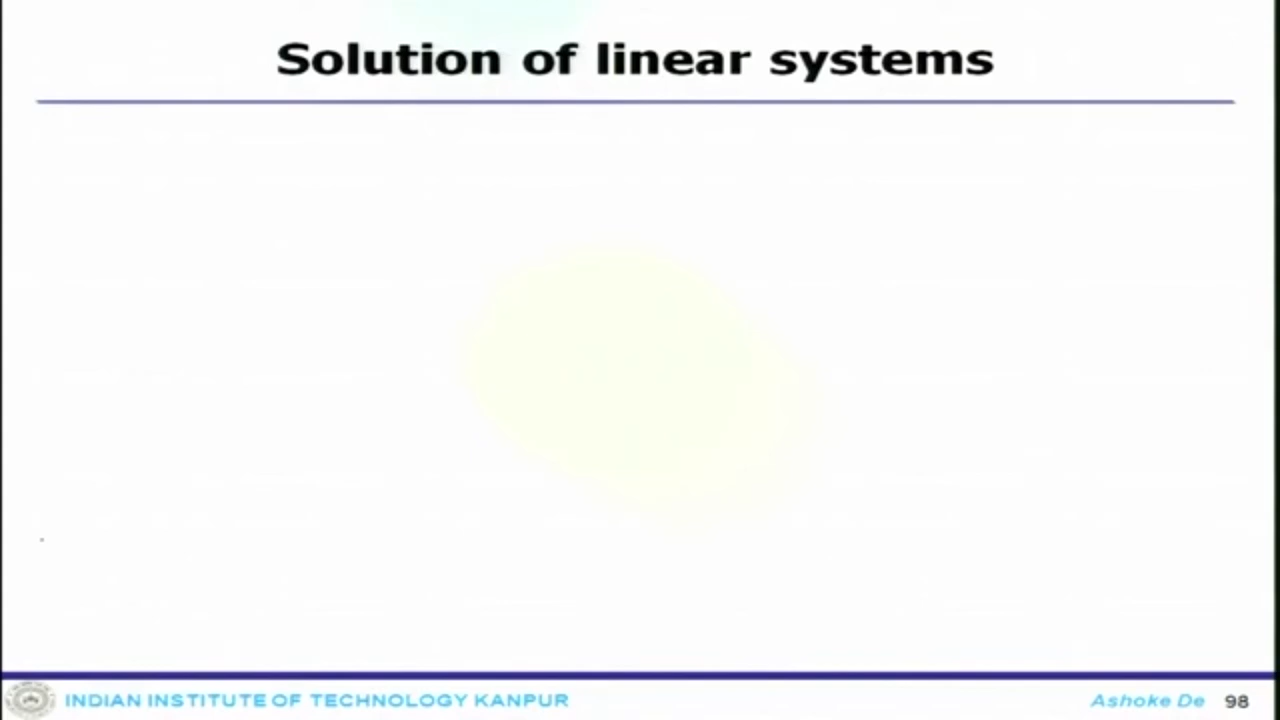 Solution of linear systems
INDIAN INSTITUTE OF TECHNOLOGY KANPUR
Ashoke De 98